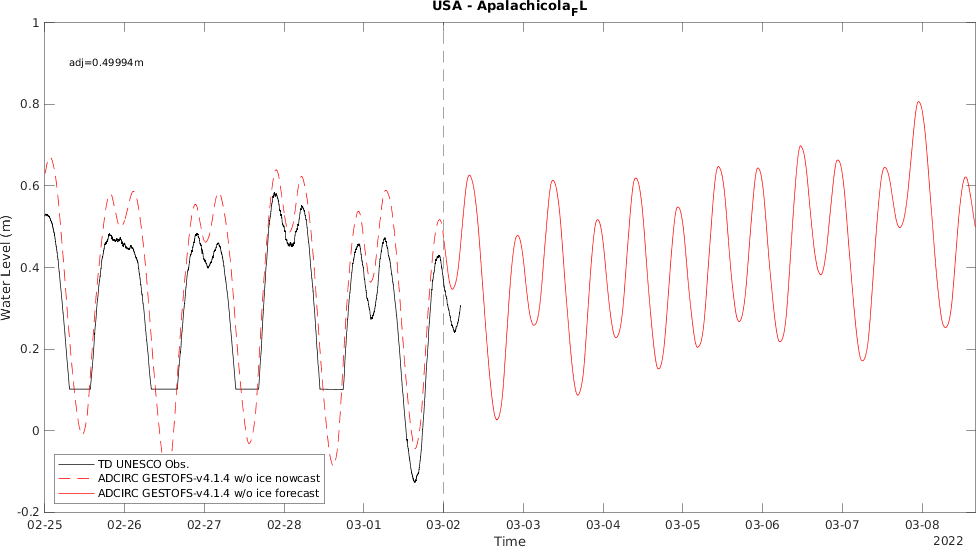 USA - Apalachicola_FL
adj=0.49994m
1
0.8
0.6
0.4
0.2
0
-0.2
Water Level (m)
TD UNESCO Obs.
ADCIRC GESTOFS-v4.1.4 w/o ice nowcast
ADCIRC GESTOFS-v4.1.4 w/o ice forecast
02-25 02-26 02-27 02-28 03-01 03-02 03-03 03-04 03-05 03-06 03-07 03-08
Time
2022